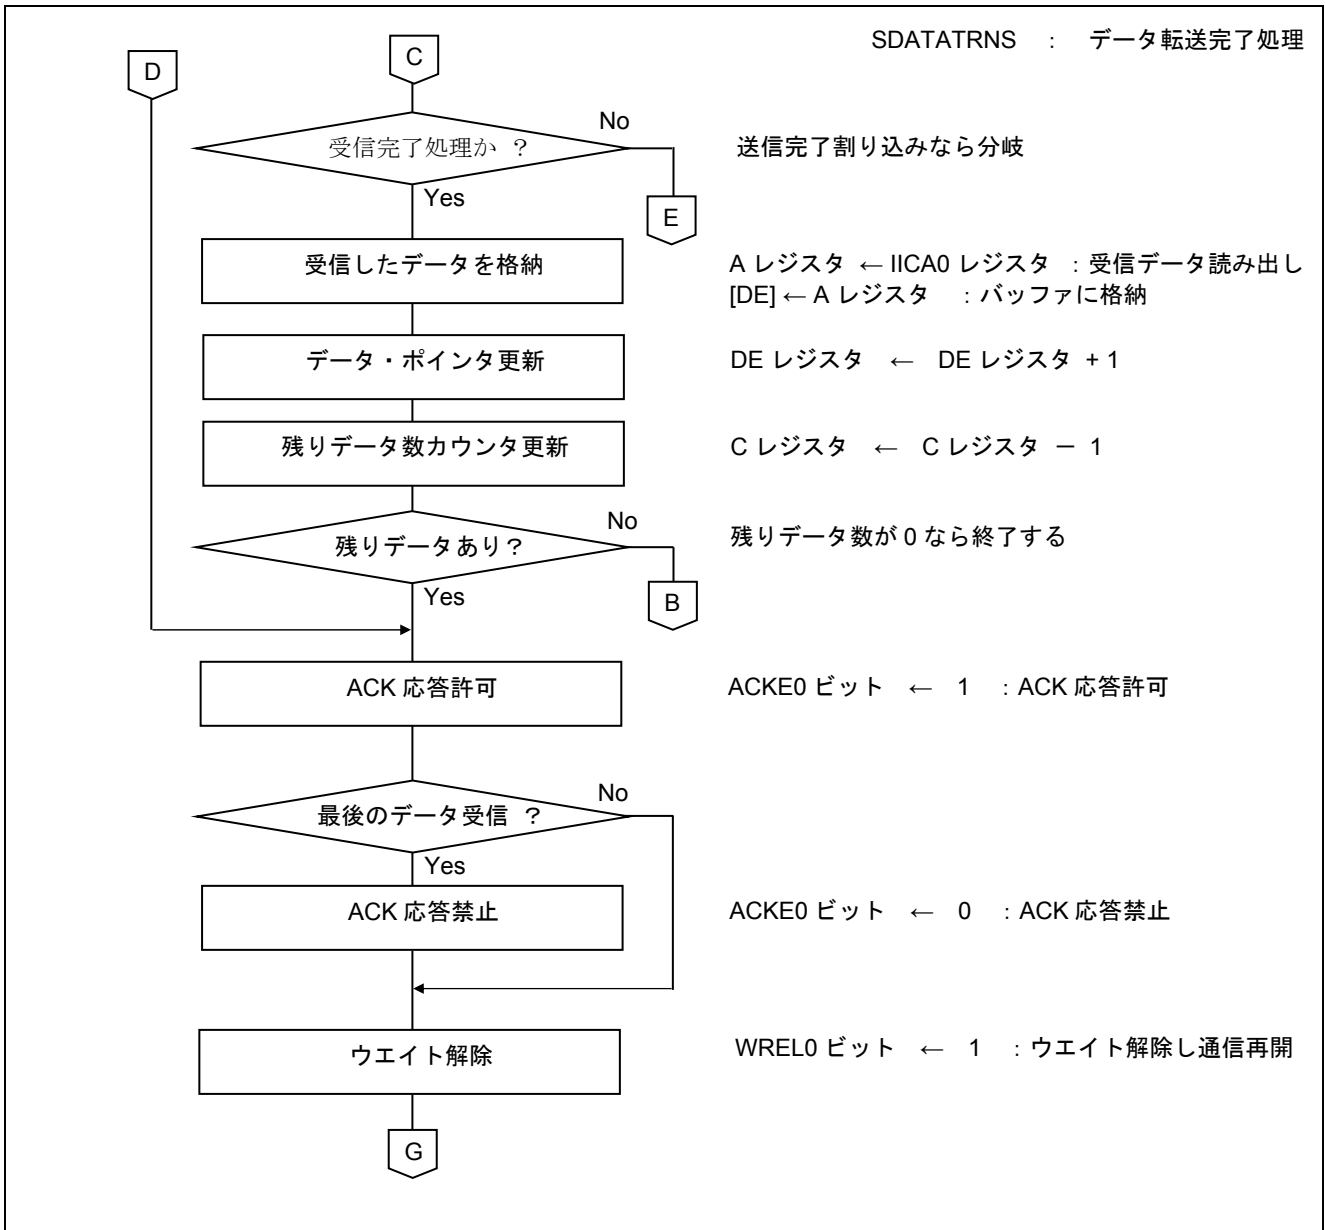 SDATATRNS : データ転送完了処理
D
C
受信完了処理か ?
No
送信完了割り込みなら分岐
Yes
E
受信したデータを格納
A レジスタ ← IICA0 レジスタ : 受信データ読み出し
[DE] ← A レジスタ : バッファに格納
データ・ポインタ更新
DE レジスタ ← DE レジスタ + 1
残りデータ数カウンタ更新
C レジスタ ← C レジスタ － 1
残りデータあり?
No
残りデータ数が 0 なら終了する
Yes
B
ACK 応答許可
ACKE0 ビット ← 1 : ACK 応答許可
最後のデータ受信 ?
No
Yes
ACK 応答禁止
ACKE0 ビット ← 0 : ACK 応答禁止
ウエイト解除
WREL0 ビット ← 1 : ウエイト解除し通信再開
G